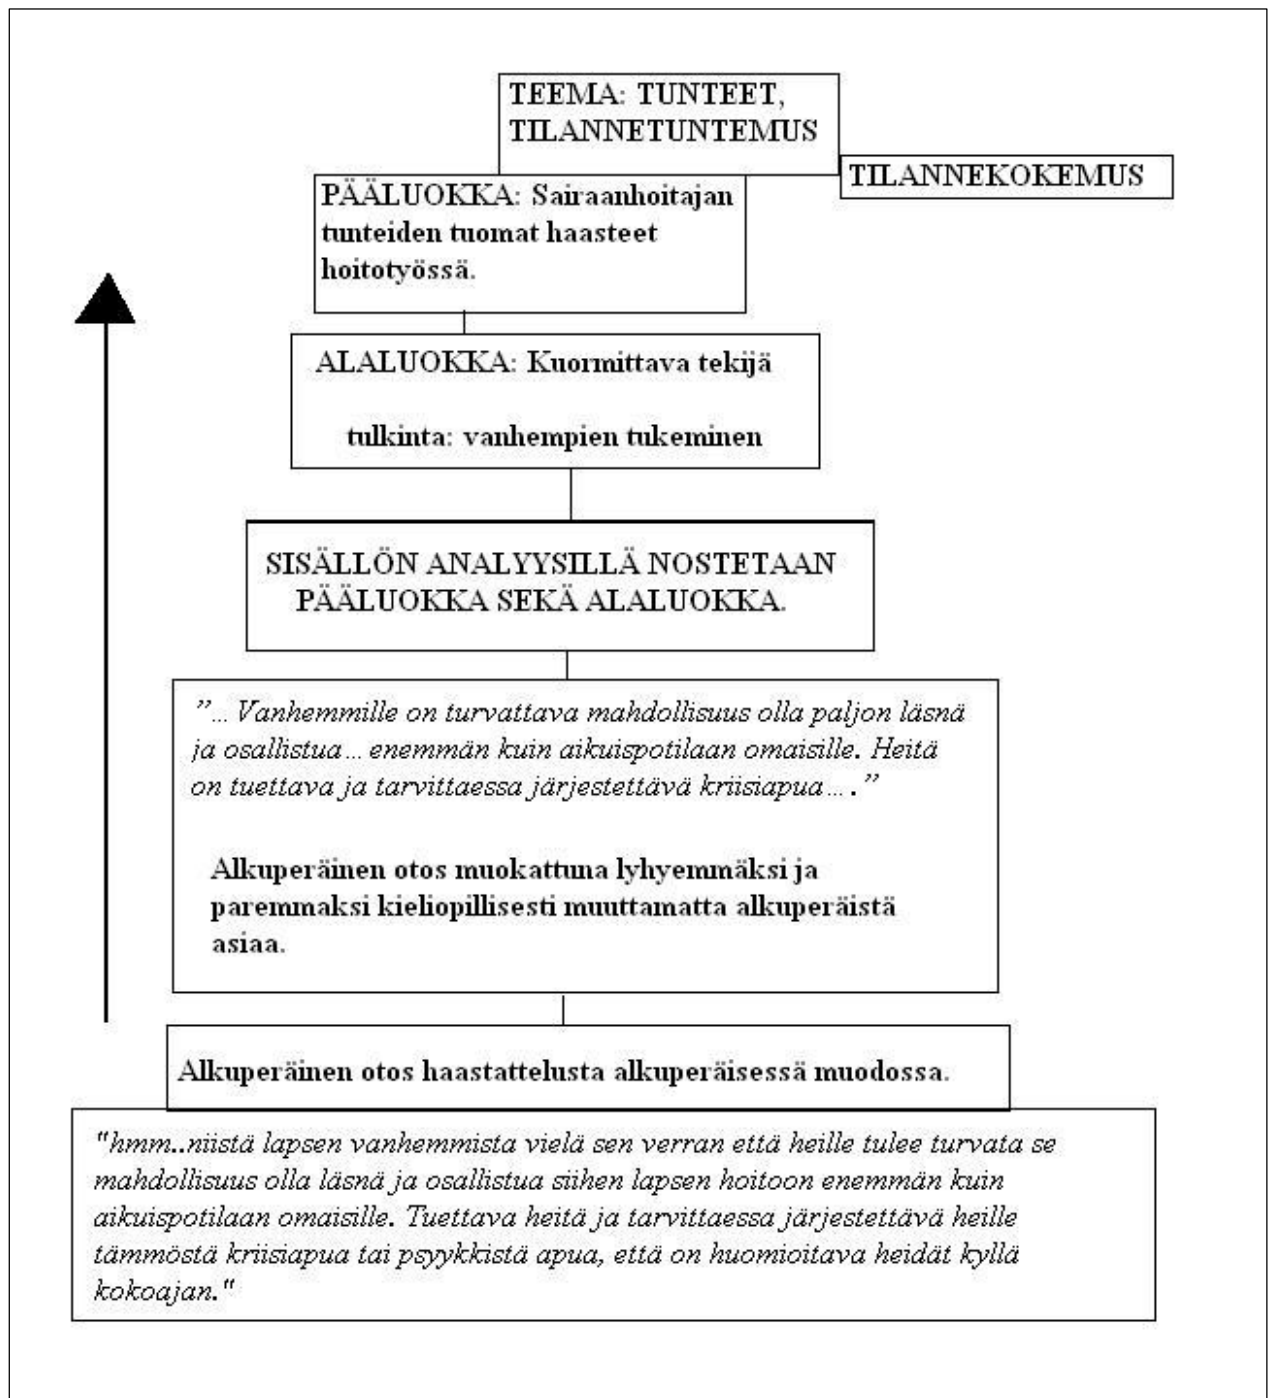 TEEMA: TUNTEET,
TILANNETUNTEMUS
TILANNEKOKEMUS
PÄÄLUOKKA: Sairaanhoitajan
tunteiden tuomat haasteet
hoitotyössä.
ALALUOKKA: Kuormittava tekijä
tulkinta: vanhempien tukeminen
SISÄLLÖN ANALYYSILLÄ NOSTETAAN
PÄÄLUOKKA SEKÄ ALALUOKKA.
”... Vanhemmille on turvattava mahdollisuus olla paljon läsnä
ja osallistua... enemmän kuin aikuispotilaan omaisille. Heitä
on tuettava ja tarvittaessa järjestettävä kriisiapua... .”
Alkuperäinen otos muokattuna lyhyemmäksi ja
paremmaksi kieliopillisesti muuttamatta alkuperäistä
asiaa.
Alkuperäinen otos haastattelusta alkuperäisessä muodossa.
"hmm..niistä lapsen vanhemmista vielä sen verran että heille tulee turvata se
mahdollisuus olla läsnä ja osallistua siihen lapsen hoitoon enemmän kuin
aikuispotilaan omaisille. Tuettava heitä ja tarvittaessa järjestettävä heille
tämmöstä kriisiapua tai psyykkistä apua, että on huomioitava heidät kyllä
kokoajan."